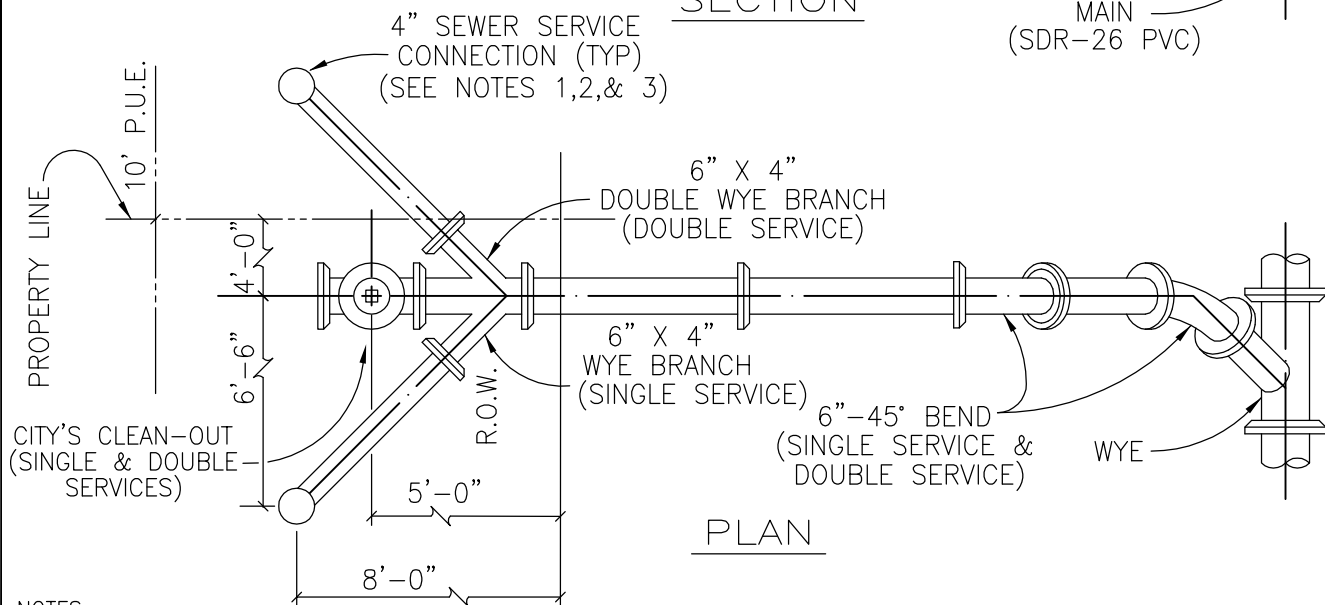 SECTION
MAIN
(SDR-26 PVC)
4" SEWER SERVICE
CONNECTION (TYP)
(SEE NOTES 1,2,& 3)
10' P.U.E.
PROPERTY LINE
6" X 4"
DOUBLE WYE BRANCH
(DOUBLE SERVICE)
4'-0"
6'-6"
6" X 4"
WYE BRANCH
(SINGLE SERVICE)
R.O.W.
6"-45° BEND
(SINGLE SERVICE &
DOUBLE SERVICE)
WYE
CITY'S CLEAN-OUT
(SINGLE & DOUBLE
SERVICES)
5'-0"
PLAN
8'-0"
NOTES